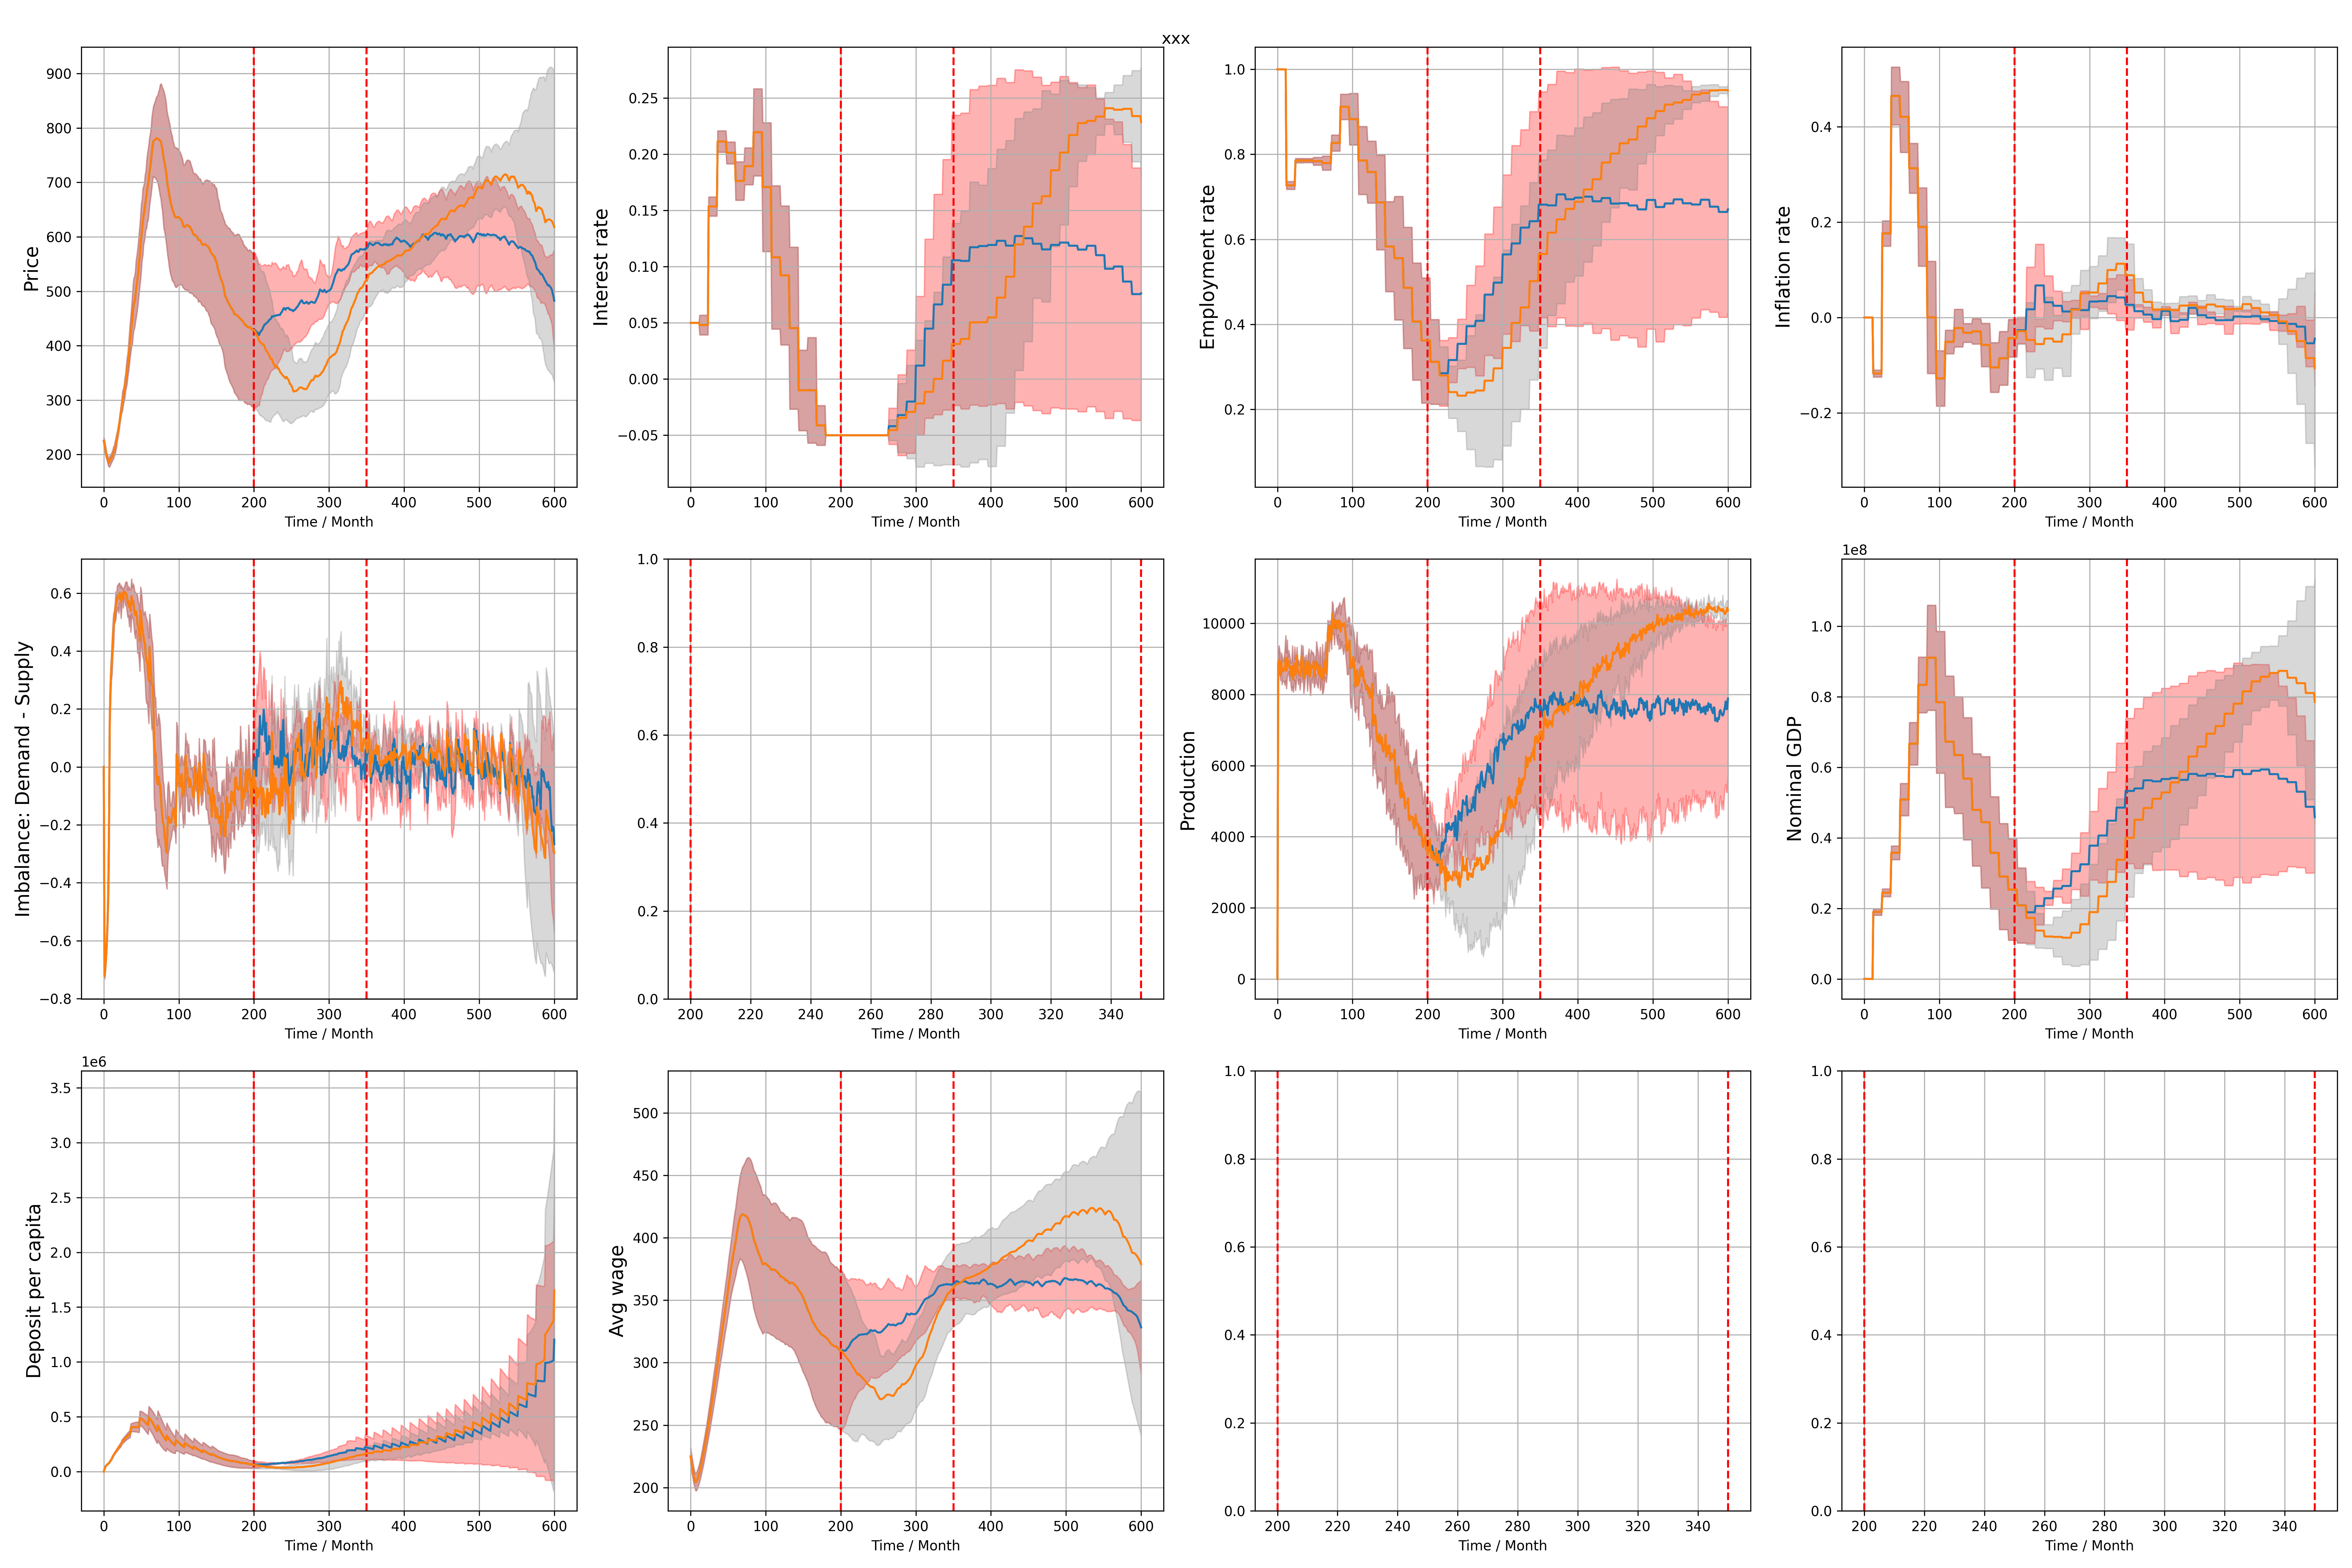 xxx
Price
900
800
700
600
500
400
300
200
0 100 200 300 400 500 600
Time / Month
Interest rate
0.25
0.20
0.15
0.10
0.05
0.00
−0.05
0 100 200 300 400 500 600
Time / Month
Employment rate
1.0
0.8
0.6
0.4
0.2
0 100 200 300 400 500 600
Time / Month
Inflation rate
0.4
0.2
0.0
−0.2
0 100 200 300 400 500 600
Time / Month
Imbalance: Demand - Supply
0.6
0.4
0.2
0.0
−0.2
−0.4
−0.6
−0.8
0 100 200 300 400 500 600
Time / Month
1.0
0.8
0.6
0.4
0.2
0.0
200 220 240 260 280 300 320 340
Time / Month
Production
10000
8000
6000
4000
2000
0
0 100 200 300 400 500 600
Time / Month
1e8
Nominal GDP
1.0
0.8
0.6
0.4
0.2
0.0
0 100 200 300 400 500 600
Time / Month
1e6
Deposit per capita
3.5
3.0
2.5
2.0
1.5
1.0
0.5
0.0
0 100 200 300 400 500 600
Time / Month
Avg wage
500
450
400
350
300
250
200
0 100 200 300 400 500 600
Time / Month
1.0
0.8
0.6
0.4
0.2
0.0
200 220 240 260 280 300 320 340
Time / Month
1.0
0.8
0.6
0.4
0.2
0.0
200 220 240 260 280 300 320 340
Time / Month